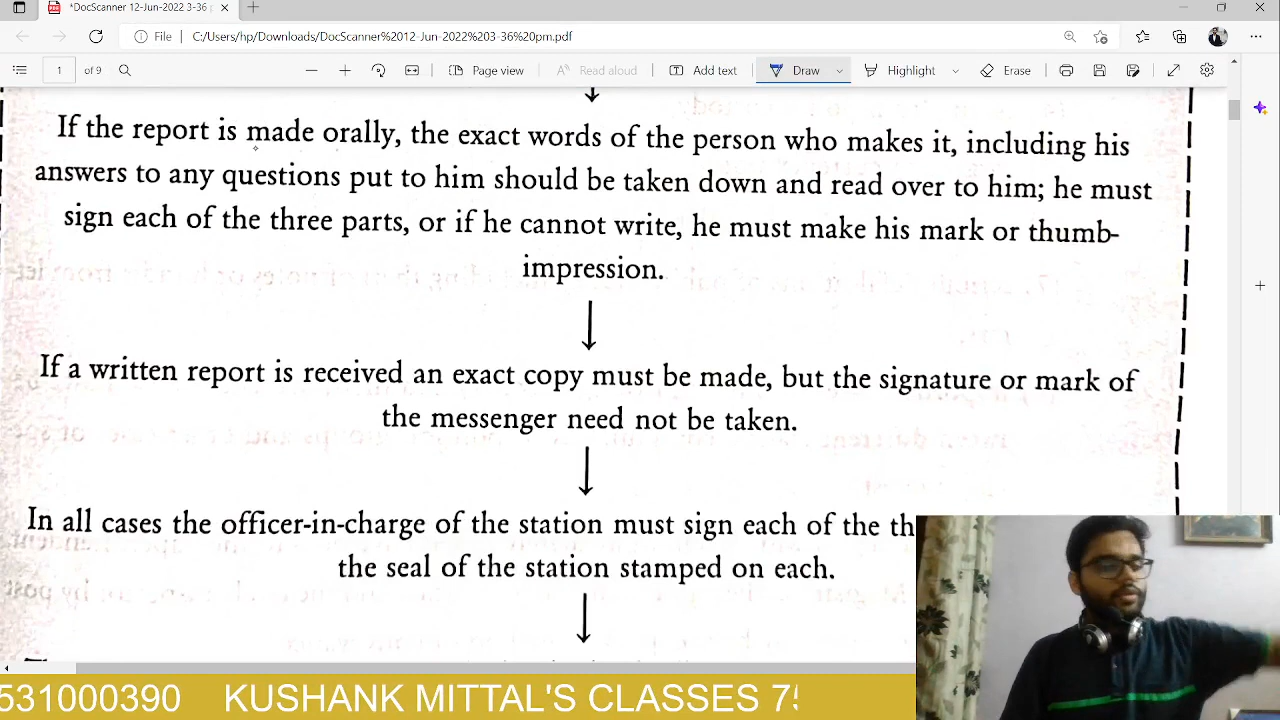 *DocScanner 12-Jun-2022 3-36
File
C:/Users/hp/Downloads/DocScanner%2012-Jun-2022%203-36%20pm.pdf
1 of 9
Page view
Read aloud
Add text
Draw
Highlight
Erase
If the report is made orally, the exact words of the person who makes it, including his
answers to any questions put to him should be taken down and read over to him; he must
sign each of the three parts, or if he cannot write, he must make his mark or thumb-
impression.
If a written report is received an exact copy must be made, but the signature or mark of
the messenger need not be taken.
In all cases the officer-in-charge of the station must sign each of the
the seal of the station stamped on each.
531000390 KUSHANK MITTAL'S CLASSES